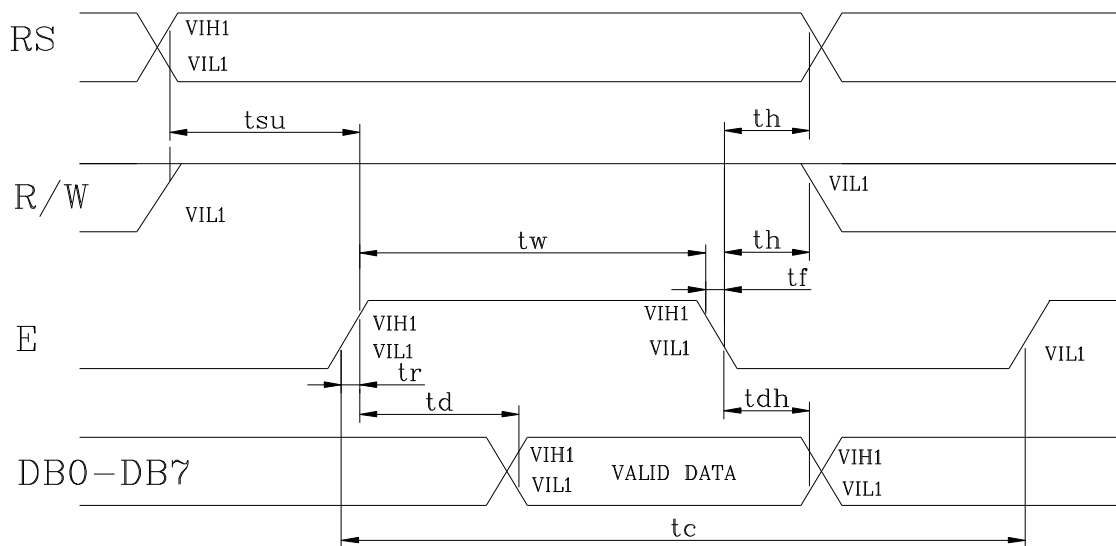 RS
VIH1
VIL1
tsu
th
R/W
VIL1
VIL1
tw
th
tf
E
VIH1
VIL1
VIH1
VIL1
VIL1
tr
td
tdh
DB0-DB7
VIH1
VIL1
VALID DATA
VIH1
VIL1
tc